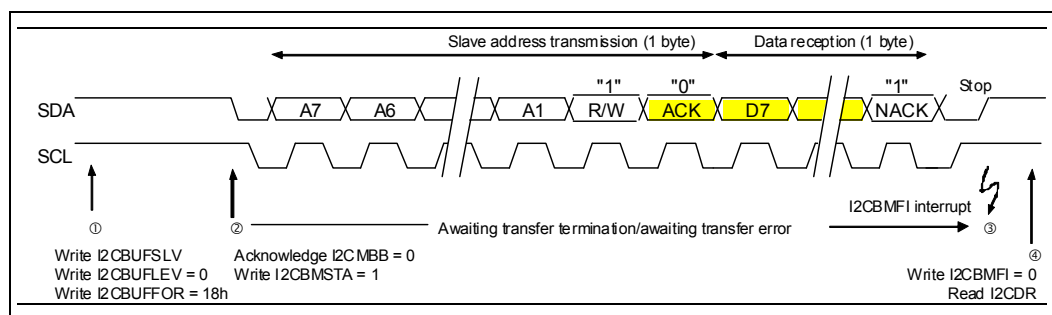 Slave address transmission (1 byte) Data reception (1 byte)
"1" "0" "1" Stop
SDA A7 A6 A1 R/W ACK D7 NACK
SCL
I2CBMFI interrupt
① ② Awaiting transfer termination/awaiting transfer error ③
④
Write I2CBUFSLV Acknowledge I2CMBB = 0
Write I2CBUFLEV = 0 Write I2CBMSTA = 1 Write I2CBMFI = 0
Write I2CBUFFOR = 18h Read I2CDR